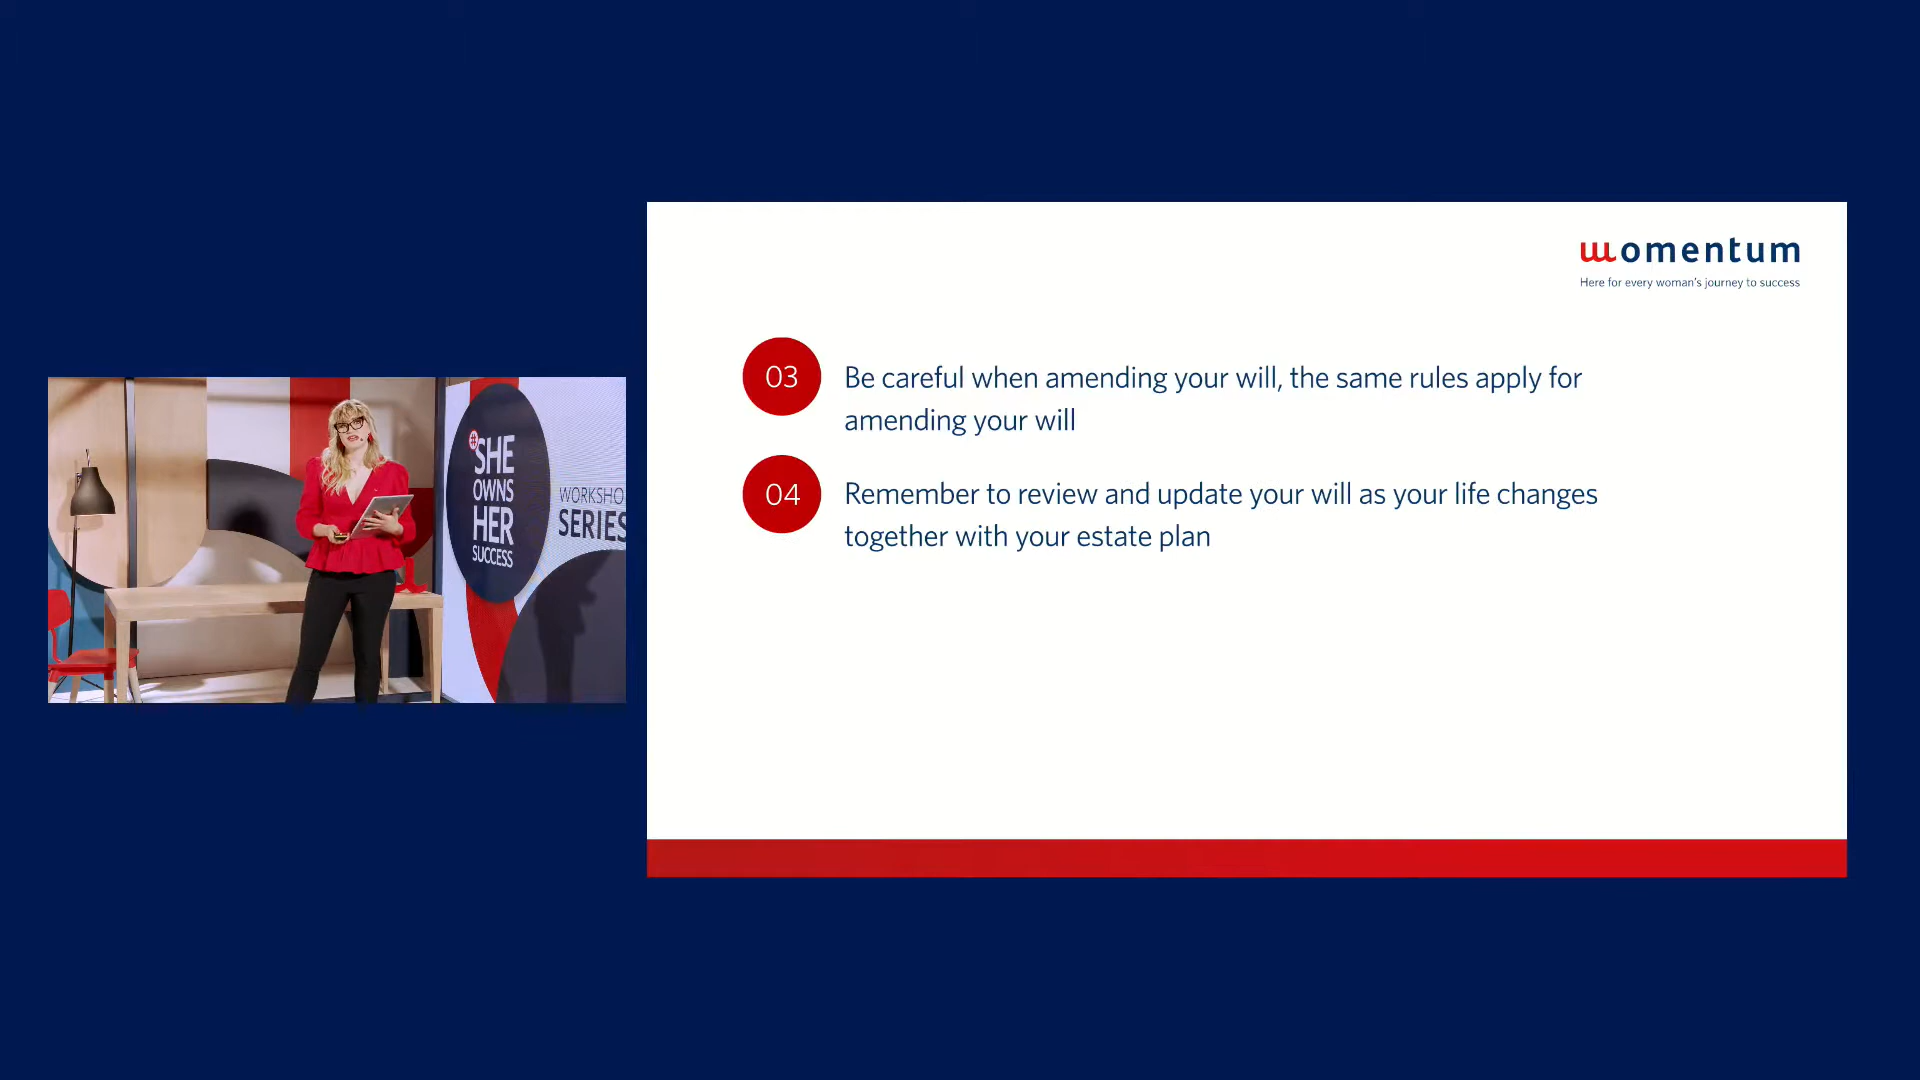 #SHE
OWNS
HER
SUCCESS
WORKSHO
SERIES
womentum
Here for every woman's journey to success
03
Be careful when amending your will, the same rules apply for
amending your will
04
Remember to review and update your will as your life changes
together with your estate plan